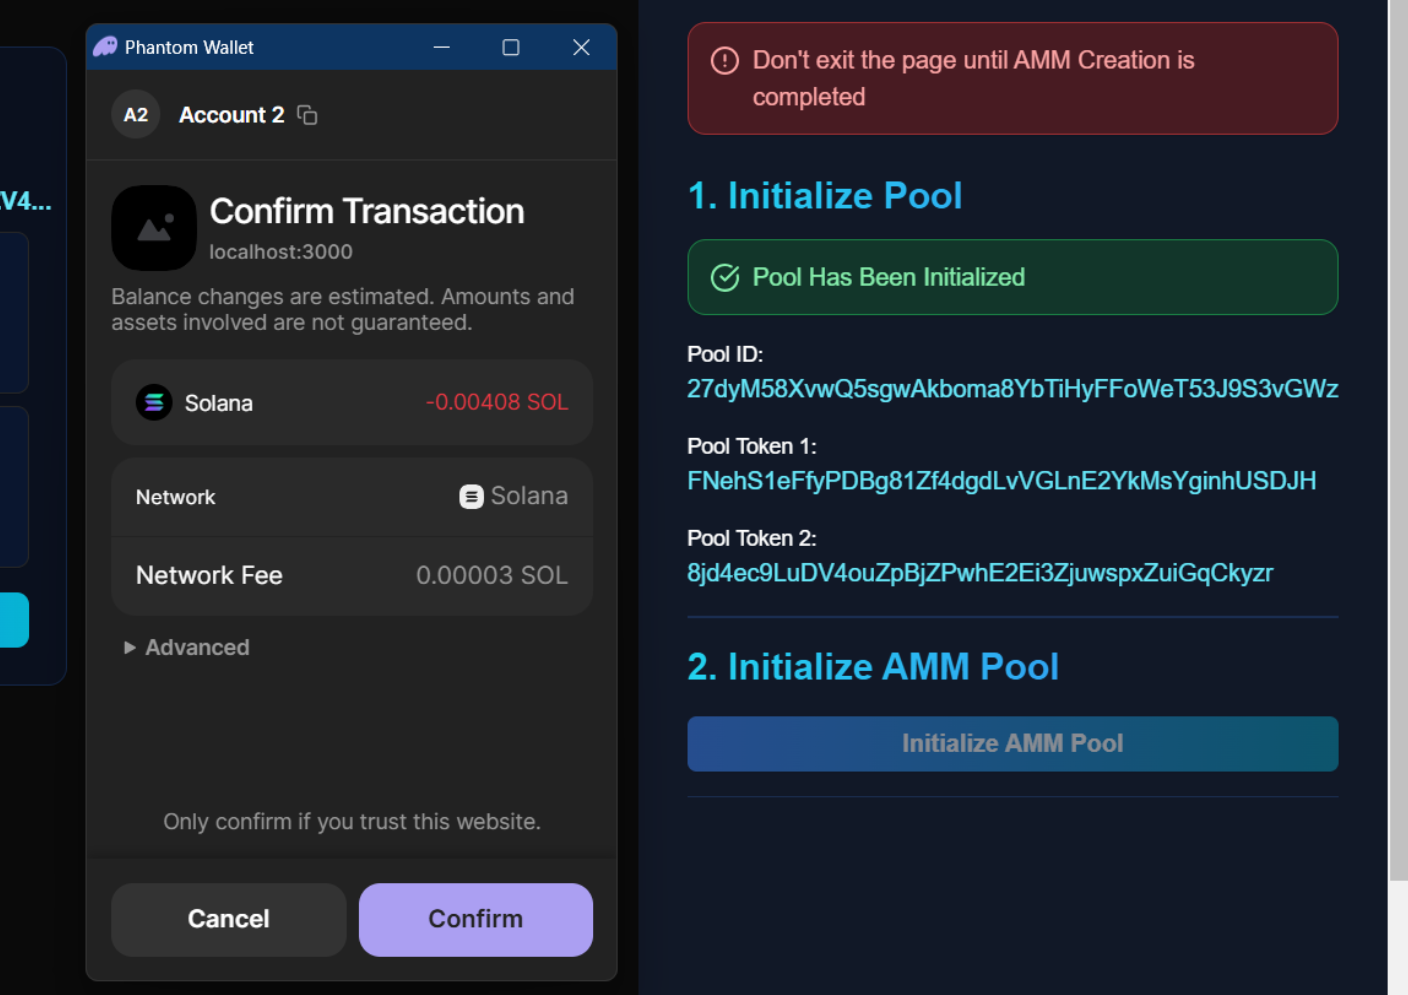 V4...
Phantom Wallet
A2
Account 2
Confirm Transaction
localhost:3000
Balance changes are estimated. Amounts and
assets involved are not guaranteed.
Solana
-0.00408 SOL
Network
Solana
Network Fee
0.00003 SOL
Advanced
Only confirm if you trust this website.
Cancel
Confirm
Don't exit the page until AMM Creation is
completed
1. Initialize Pool
Pool Has Been Initialized
Pool ID:
27dyM58XvwQ5sgwAkboma8YbTiHyFFoWeT53J9S3vGWz
Pool Token 1:
FNehS1eFfyPDBg81Zf4dgdLvVGLnE2YkMsYginhUSDJH
Pool Token 2:
8jd4ec9LuDV4ouZpBjZPwhE2Ei3ZjuwspxZuiGqCkyzr
2. Initialize AMM Pool
Initialize AMM Pool